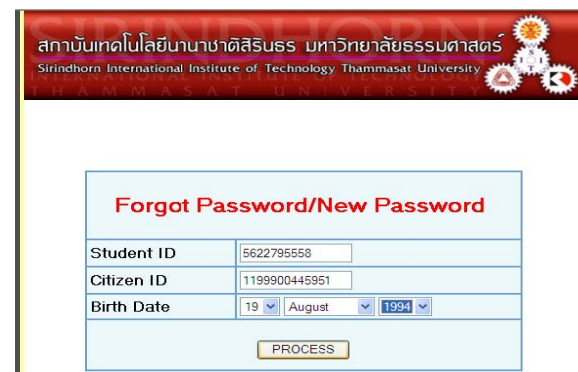 สถาบันเทคโนโลยีนานาชาติสิรินธร มหาวิทยาลัยธรรมศาสตร์
Sirindhorn International Institute of Technology Thammasat University
Forgot Password/New Password
Student ID 5622795558
Citizen ID 1199900445951
Birth Date 19 August 1994
PROCESS